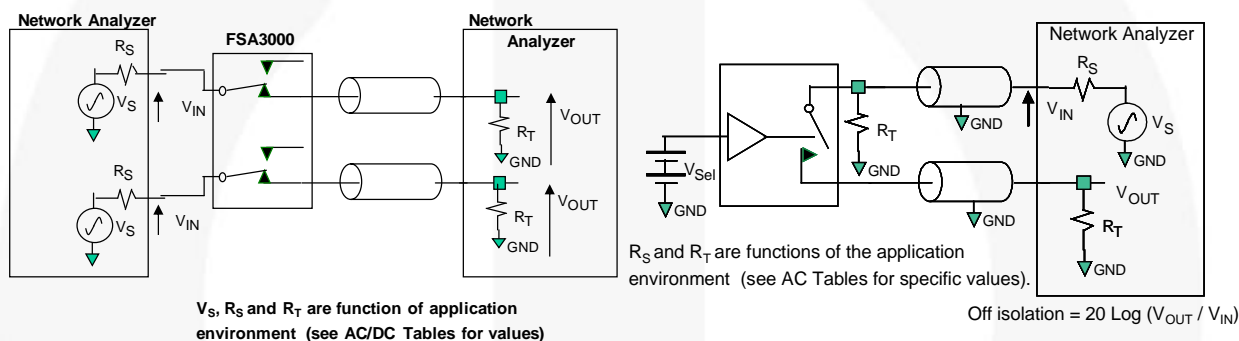 Network Analyzer
FSA3000
Network
Analyzer
RS
VS
VIN
RT
VOUT
GND
RS
VS
VIN
RT
VOUT
GND
VS, RS and RT are function of application
environment (see AC/DC Tables for values)
Network Analyzer
RS
VIN
VS
GND
GND
RT
GND
VSel
GND
GND
VOUT
RT
GND
RS and RT are functions of the application
environment (see AC Tables for specific values).
Off isolation = 20 Log (VOUT / VIN)